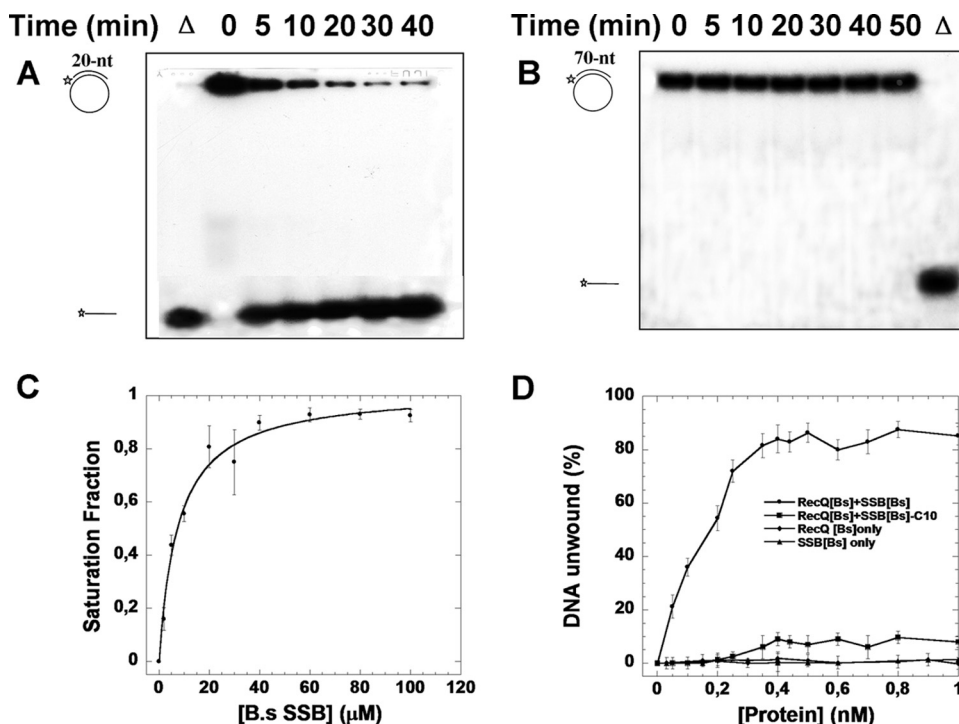 Time (min) Δ 0 5 10 20 30 40
Time (min) 0 5 10 20 30 40 50 Δ
A
20-nt
B
70-nt
C
Saturation Fraction
1
0,8
0,6
0,4
0,2
0
0 20 40 60 80 100 120
[B.s SSB] (μM)
D
DNA unwound (%)
100
80
60
40
20
0
RecQ[Bs]+SSB[Bs]
RecQ[Bs]+SSB[Bs]-C10
RecQ [Bs]only
SSB[Bs] only
0 0,2 0,4 0,6 0,8 1
[Protein] (nM)